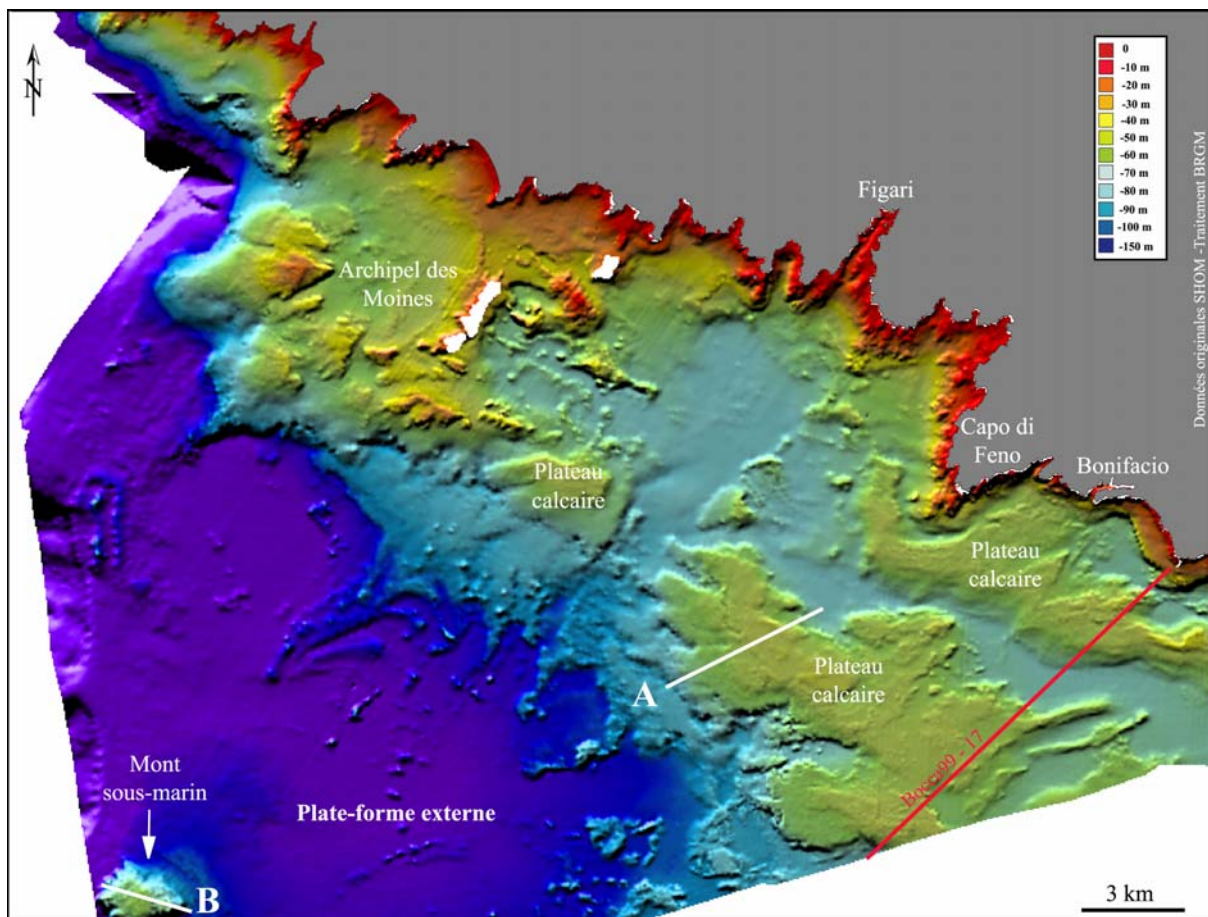 N
0
-10 m
-20 m
-30 m
-40 m
-50 m
-60 m
-70 m
-80 m
-90 m
-100 m
-150 m
Données originales SHOM -Traitement BRGM
Figari
Archipel des
Moines
Capo di
Feno
Bonifacio
Plateau
calcaire
Plateau
calcaire
Plateau
calcaire
A
Bocca99 - 17
Mont
sous-marin
Plate-forme externe
B
3 km